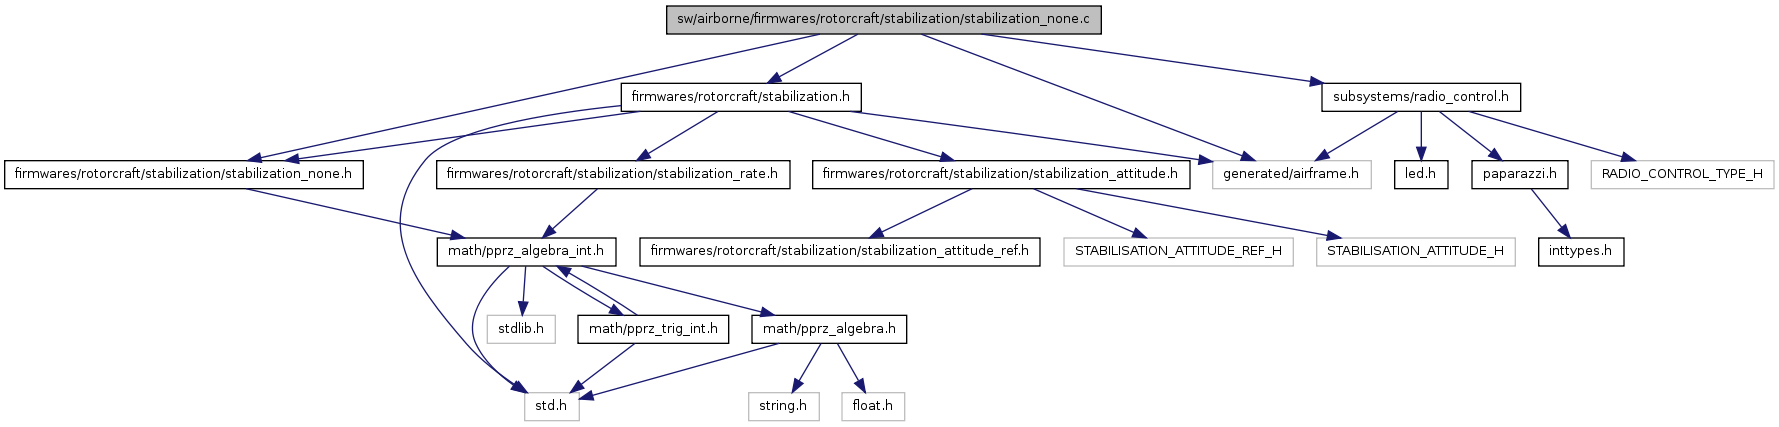 sw/airborne/firmwares/rotorcraft/stabilization/stabilization_none.c
firmwares/rotorcraft/stabilization.h
subsystems/radio_control.h
firmwares/rotorcraft/stabilization/stabilization_none.h
firmwares/rotorcraft/stabilization/stabilization_rate.h
firmwares/rotorcraft/stabilization/stabilization_attitude.h
generated/airframe.h
led.h
paparazzi.h
RADIO_CONTROL_TYPE_H
math/pprz_algebra_int.h
firmwares/rotorcraft/stabilization/stabilization_attitude_ref.h
STABILISATION_ATTITUDE_REF_H
STABILISATION_ATTITUDE_H
inttypes.h
stdlib.h
math/pprz_trig_int.h
math/pprz_algebra.h
std.h
string.h
float.h